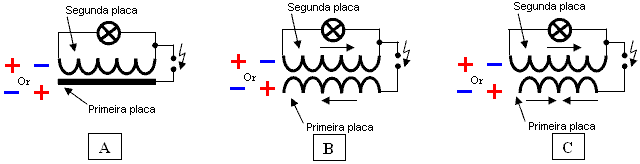 Segunda placa
+ −
Or
− +
Primeira placa
A
Segunda placa
+ −
Or
− +
Primeira placa
B
Segunda placa
+ −
Or
− +
Primeira placa
C